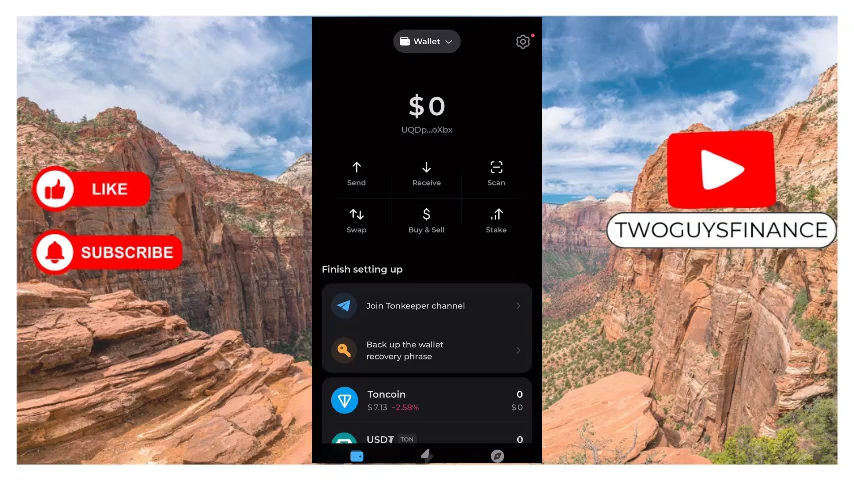 Wallet
$0
UQDp...oXbx
Send
Receive
Scan
Swap
Buy & Sell
Stake
Finish setting up
Join Tonkeeper channel
Back up the wallet
recovery phrase
Toncoin
0
$7.13 −2.58%
$0
USD₮ TON
0
LIKE
SUBSCRIBE
TWOGUYSFINANCE